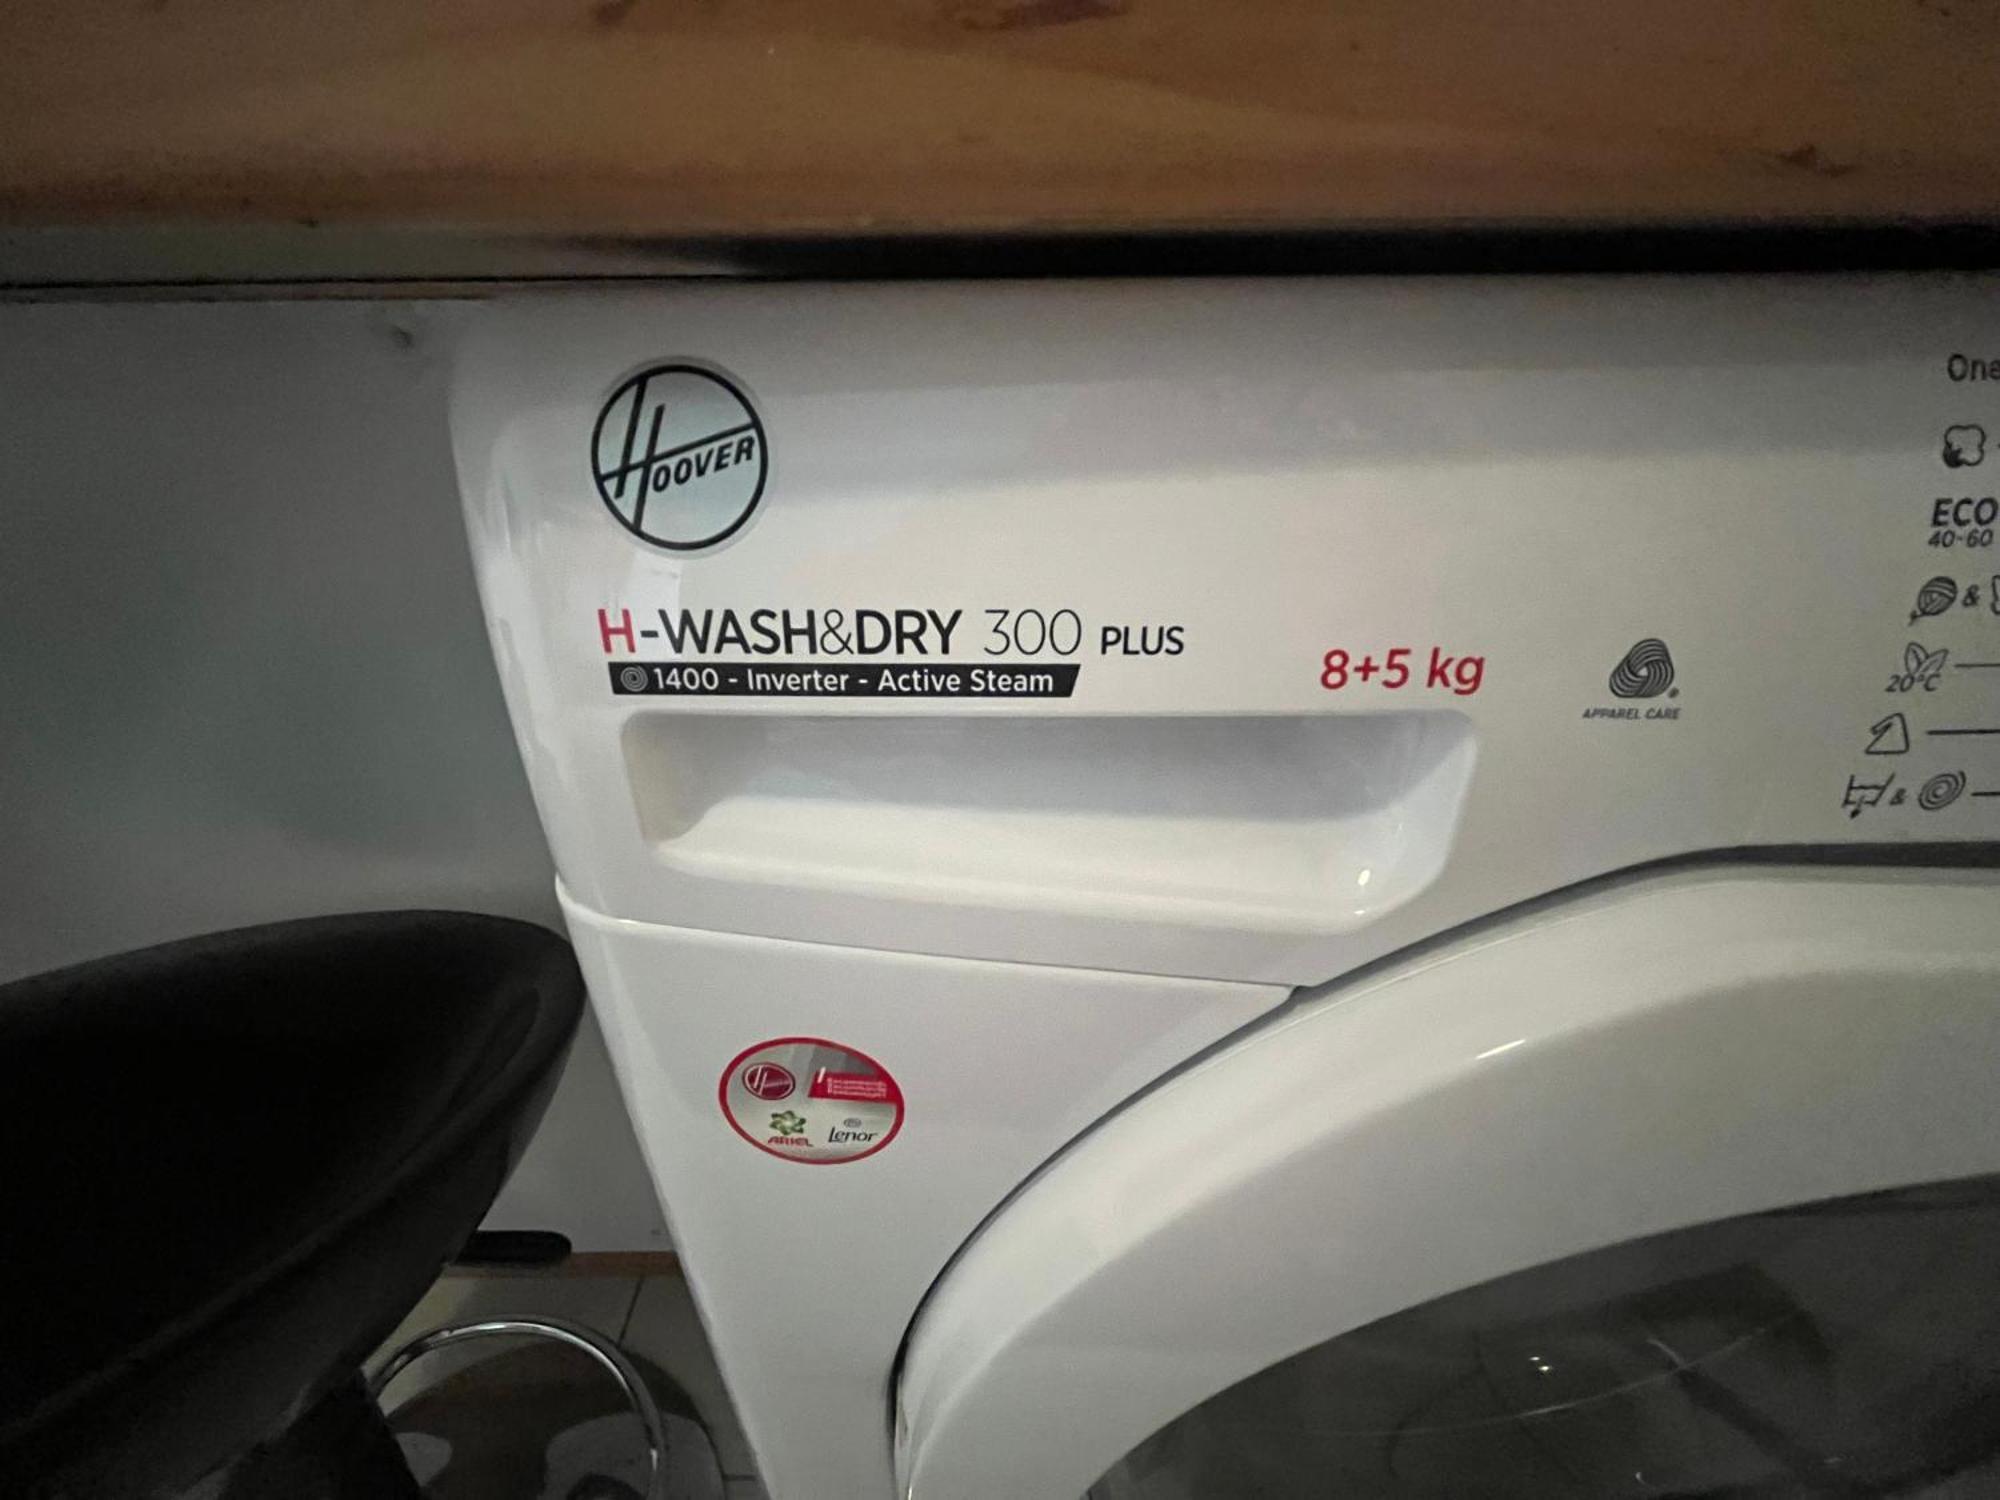 HOOVER
H-WASH&DRY 300 PLUS
1400 - Inverter - Active Steam
8+5 kg
APPAREL CARE
One
ECO
40-60
&
20°C
&
ARIEL
Lenor